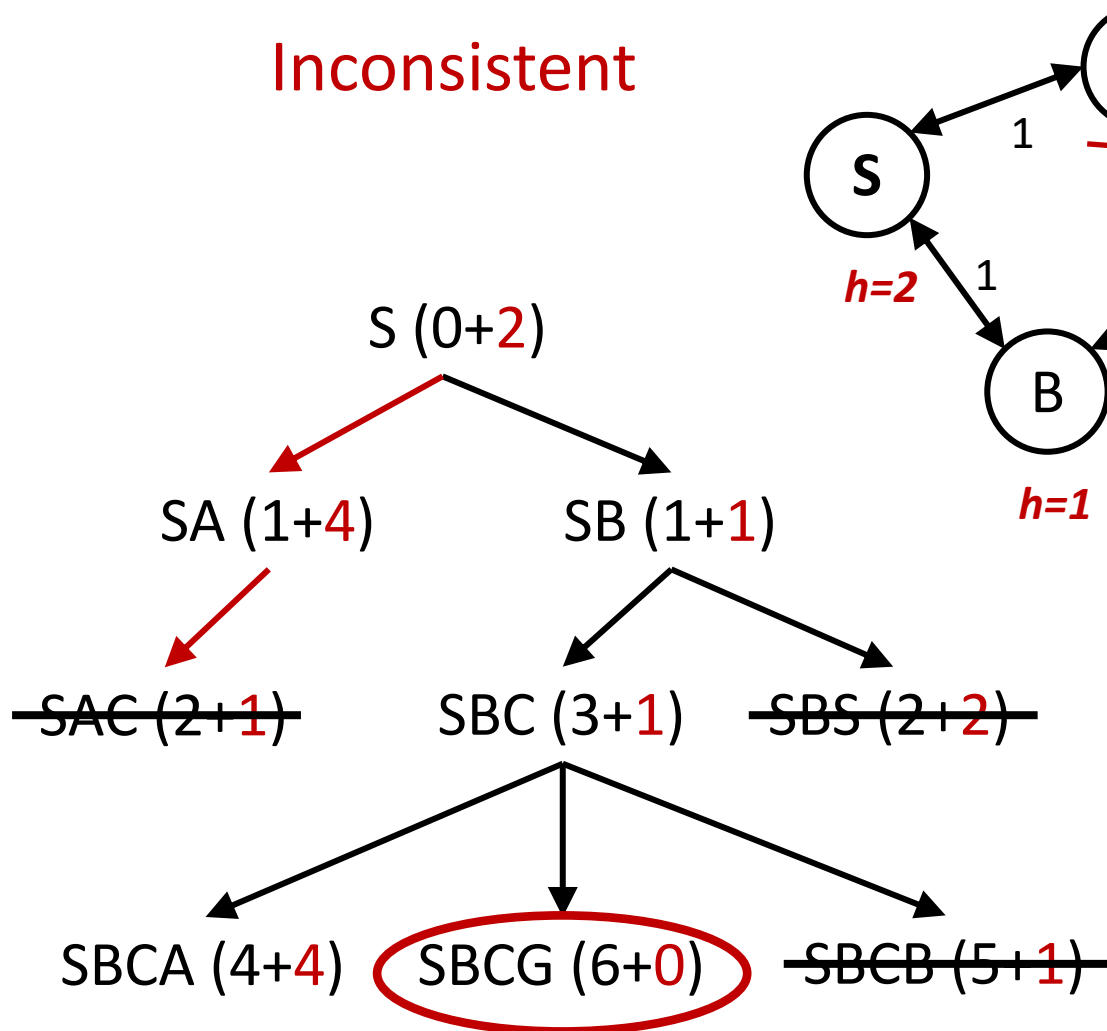 Inconsistent
1
S
h=2
1
B
h=1
S (0+2)
SA (1+4)
SB (1+1)
SAC (2+1)
SBC (3+1)
SBS (2+2)
SBCA (4+4)
SBCG (6+0)
SBCB (5+1)